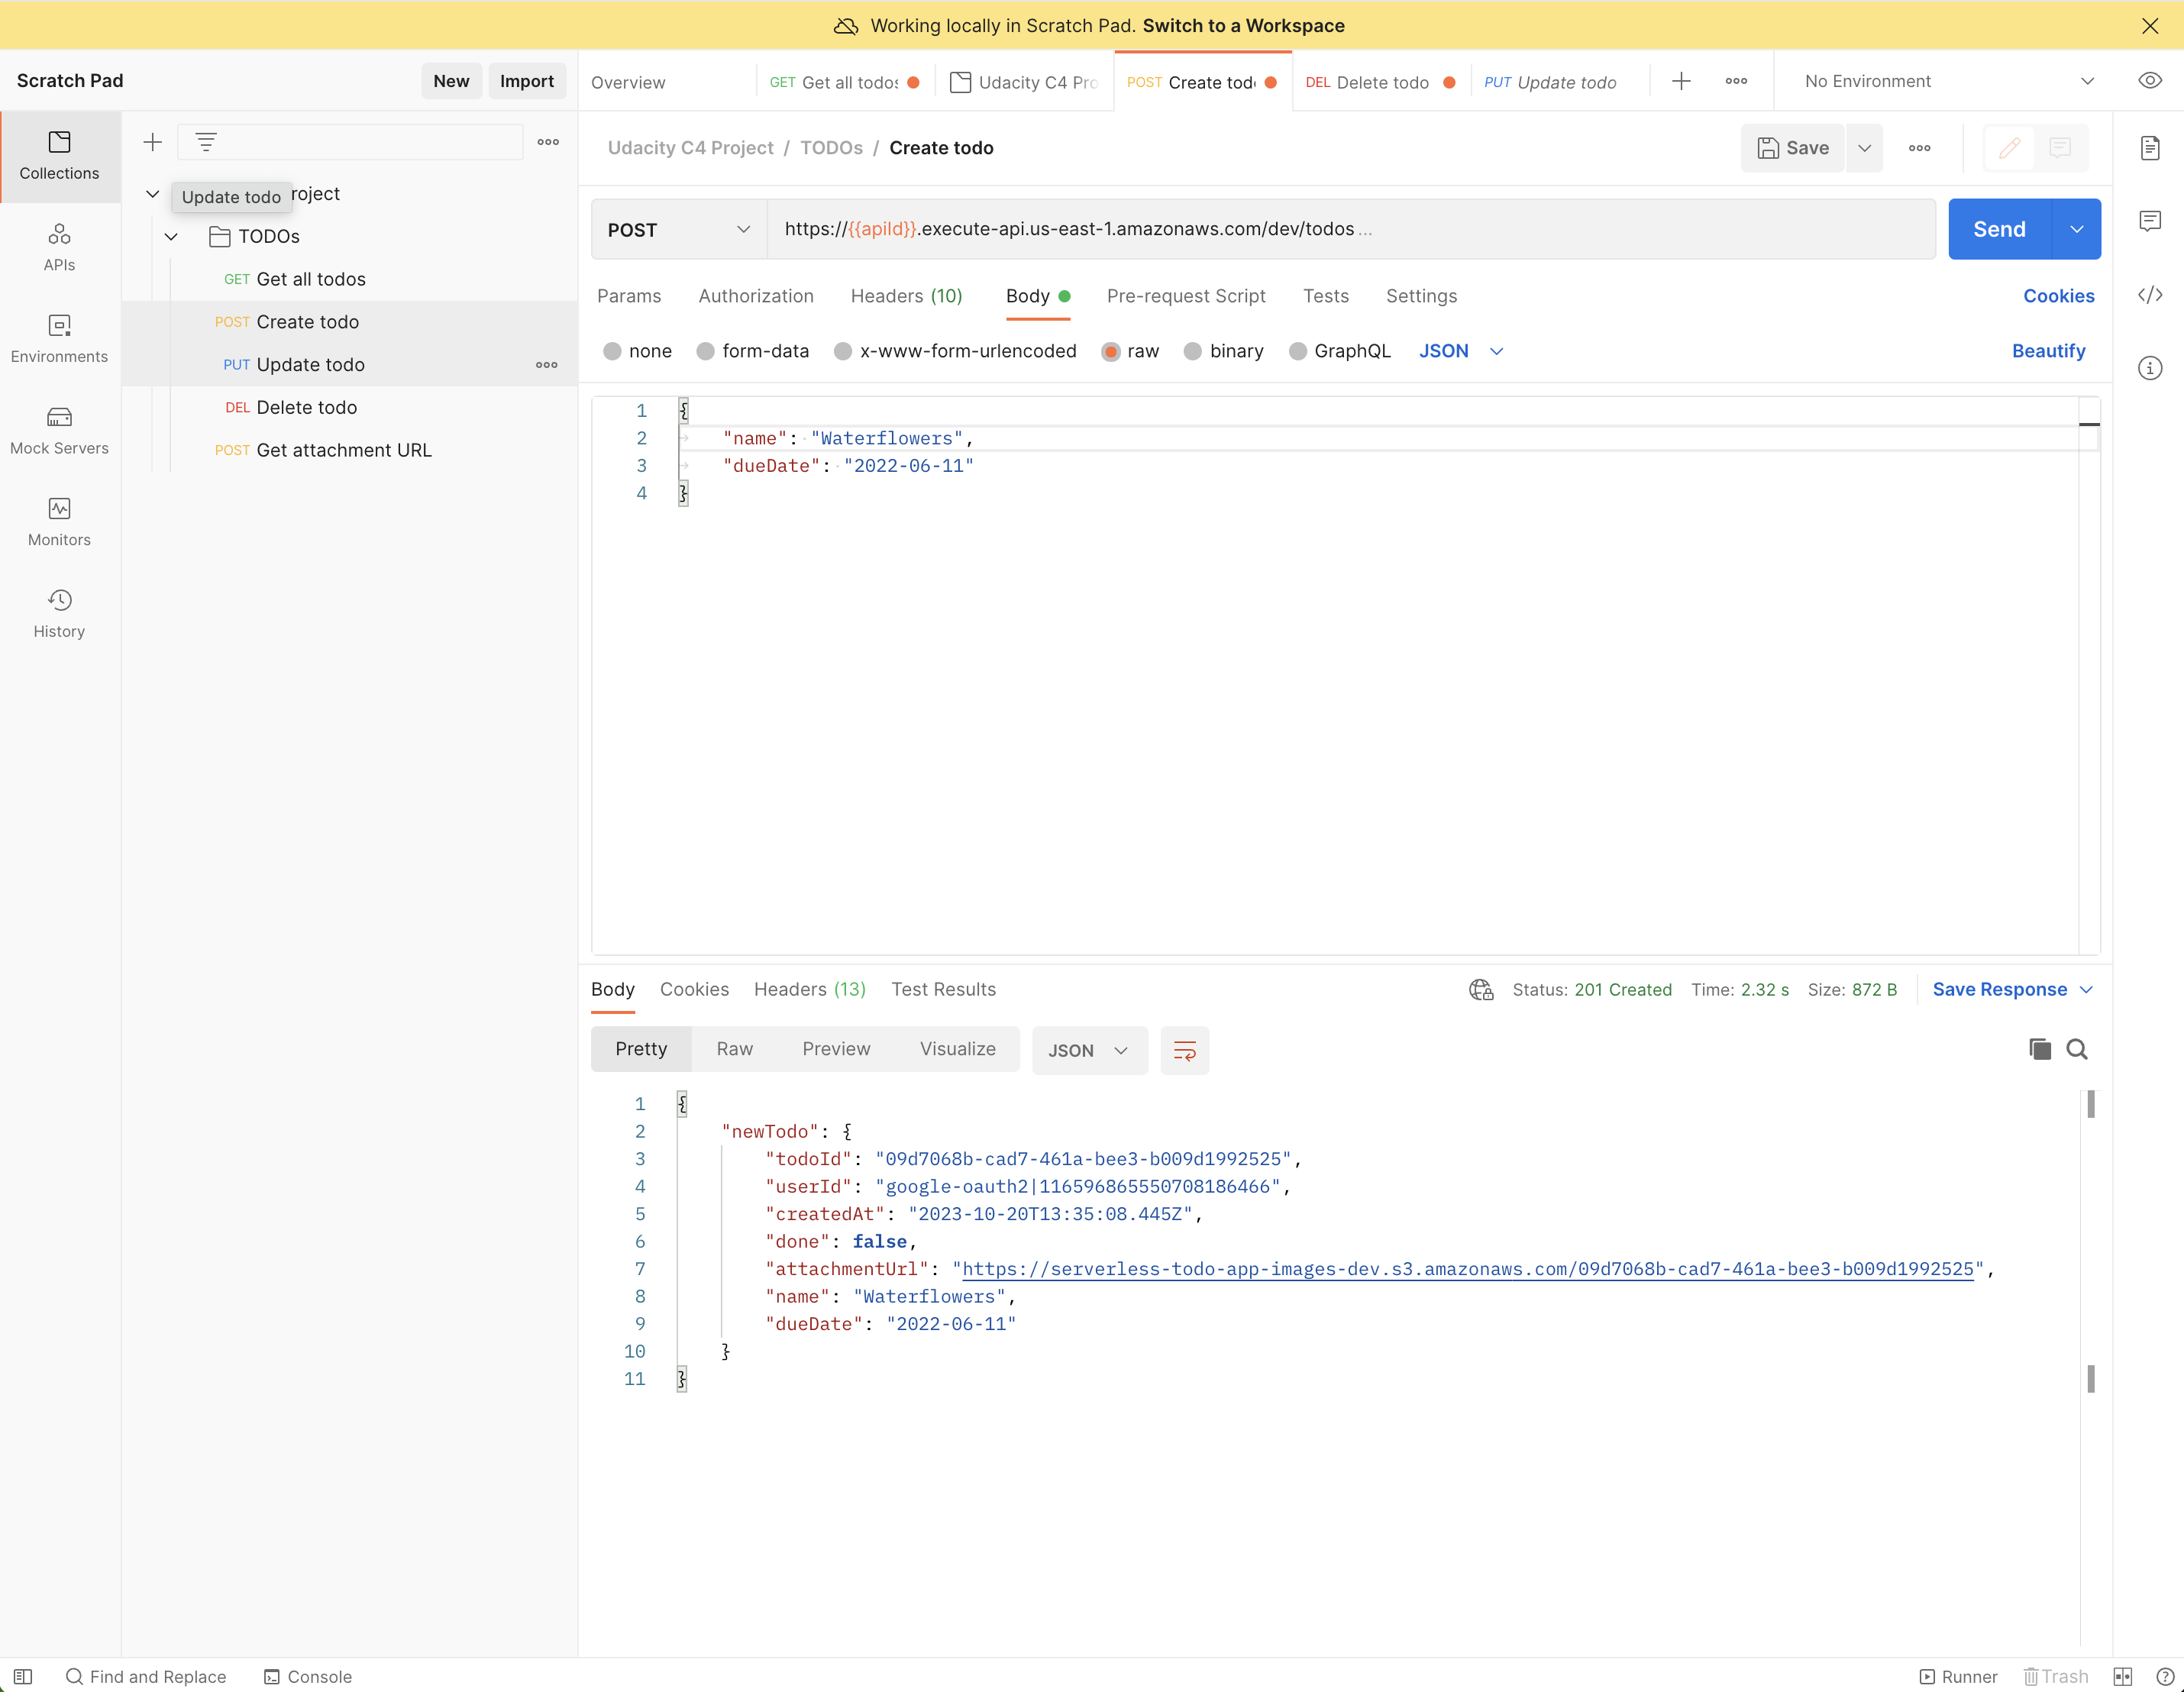 Working locally in Scratch Pad. Switch to a Workspace
Scratch Pad
New
Import
Overview
GET Get all todos
Udacity C4 Pro
POST Create tod
DEL Delete todo
PUT Update todo
No Environment
Collections
APIs
Environments
Mock Servers
Monitors
History
Update todo
roject
TODOs
GET Get all todos
POST Create todo
PUT Update todo
DEL Delete todo
POST Get attachment URL
Udacity C4 Project / TODOs / Create todo
Save
POST
https://{{apiId}}.execute-api.us-east-1.amazonaws.com/dev/todos ...
Send
Params Authorization Headers (10) Body Pre-request Script Tests Settings
Cookies
none form-data x-www-form-urlencoded raw binary GraphQL JSON
Beautify
1 {
2 "name": "Waterflowers",
3 "dueDate": "2022-06-11"
4 }
Body Cookies Headers (13) Test Results
Status: 201 Created Time: 2.32 s Size: 872 B
Save Response
Pretty Raw Preview Visualize JSON
1 {
2 "newTodo": {
3 "todoId": "09d7068b-cad7-461a-bee3-b009d1992525",
4 "userId": "google-oauth2|116596865550708186466",
5 "createdAt": "2023-10-20T13:35:08.445Z",
6 "done": false,
7 "attachmentUrl": "https://serverless-todo-app-images-dev.s3.amazonaws.com/09d7068b-cad7-461a-bee3-b009d1992525",
8 "name": "Waterflowers",
9 "dueDate": "2022-06-11"
10 }
11 }
Find and Replace
Console
Runner
Trash